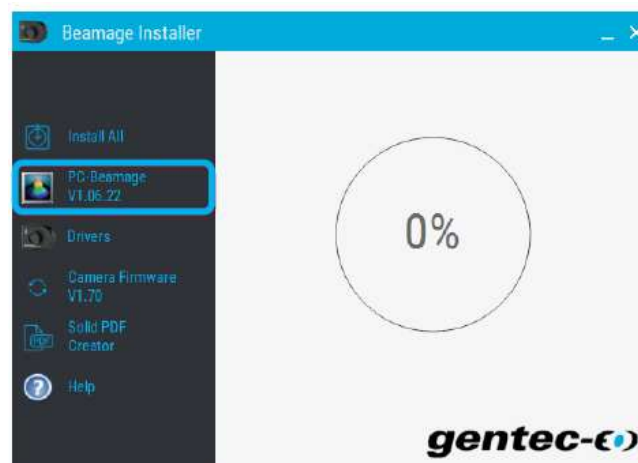 Beamage Installer
Install All
PC-Beamage
V1.06.22
Drivers
Camera Firmware
V1.70
Solid PDF
Creator
Help
0%
gentec-eo